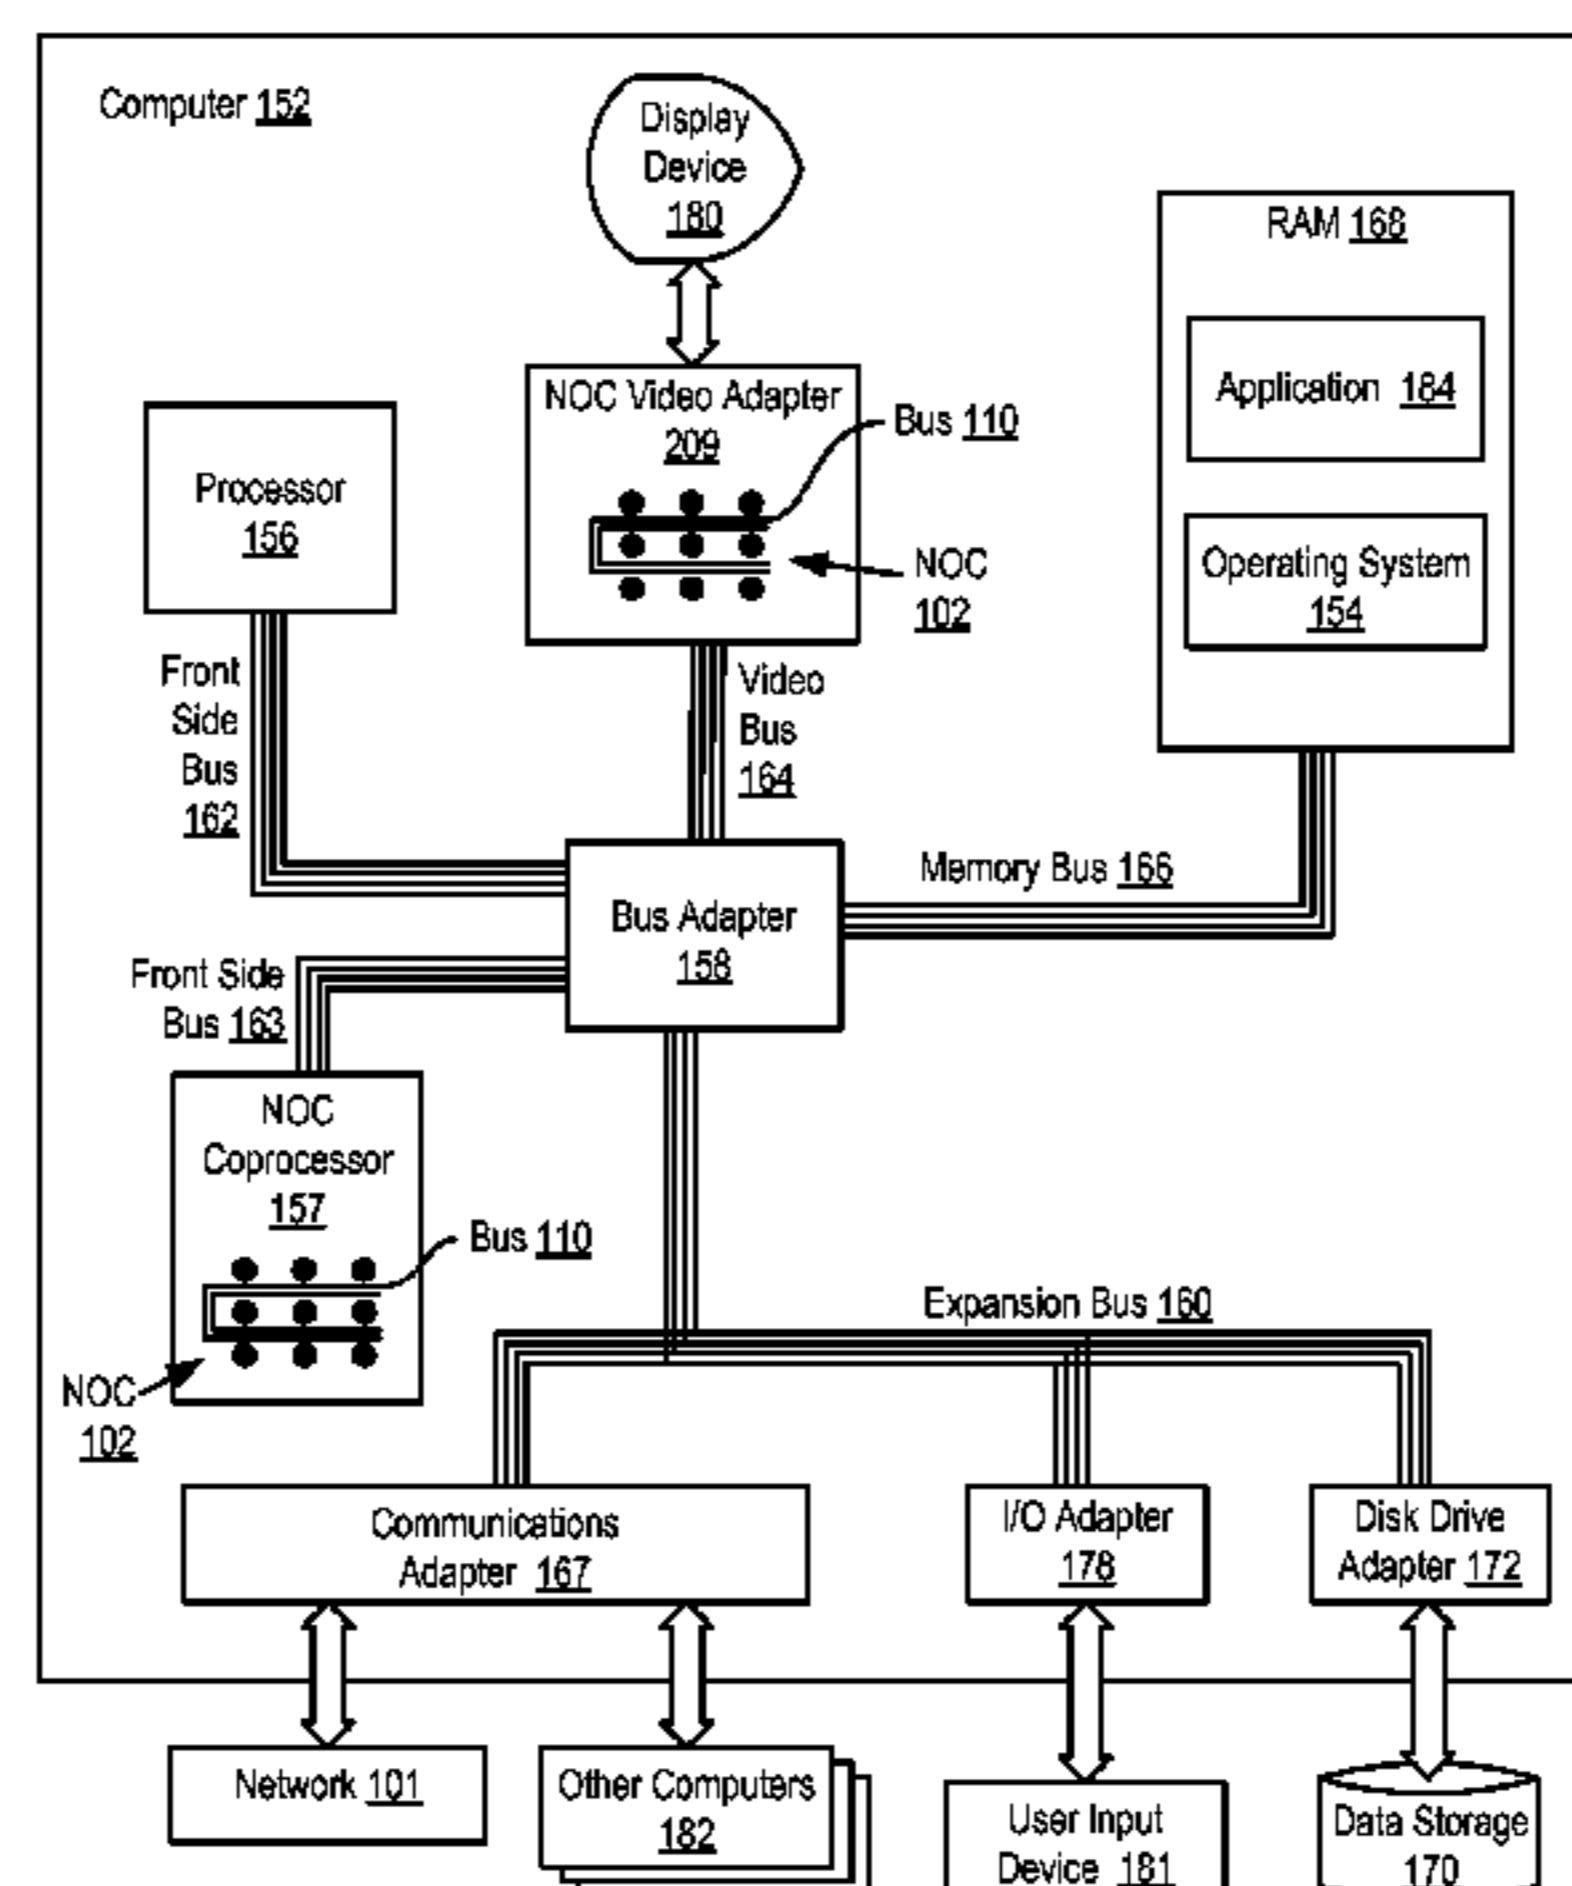 Computer 152
Display
Device
180
RAM 168
NOC Video Adapter
209
Bus 110
Application 184
Processor
156
NOC
102
Operating System
154
Front
Side
Bus
162
Video
Bus
164
Memory Bus 166
Bus Adapter
158
Front Side
Bus 163
NOC
Coprocessor
157
Bus 110
Expansion Bus 160
NOC
102
Communications
Adapter 167
I/O Adapter
178
Disk Drive
Adapter 172
Network 101
Other Computers
182
User Input
Device 181
Data Storage
170